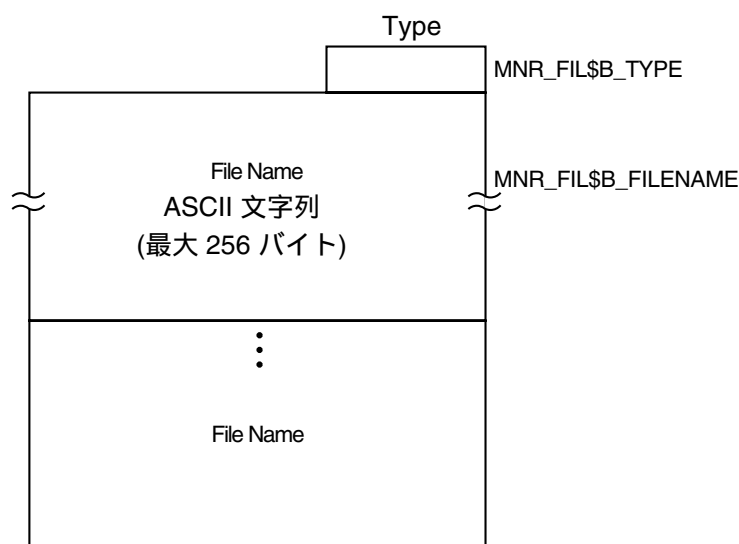 Type
MNR_FIL$B_TYPE
File Name
MNR_FIL$B_FILENAME
ASCII 文字列
(最大 256 バイト)
File Name